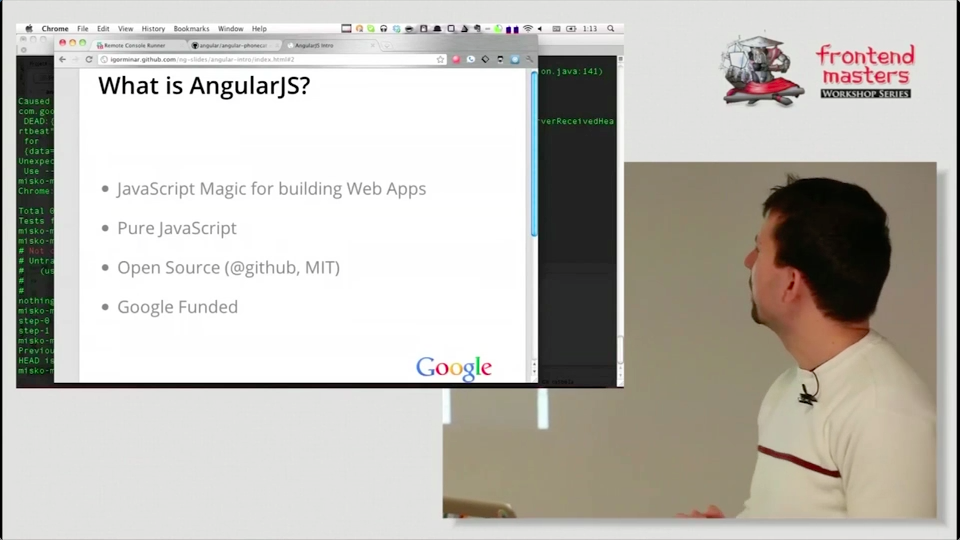 Chrome File Edit View History Bookmarks Window Help
1:13
Remote Console Runner
angular/angular-phonecat
AngularJS Intro
igorminar.github.com/ng-slides/angular-intro/index.html#2
What is AngularJS?
JavaScript Magic for building Web Apps
Pure JavaScript
Open Source (@github, MIT)
Google Funded
Google
on.java:141)
rverReceivedHea
Caused
com.goo
DEAD:
rtbeat"
for
{data=
Unexpec
Use --
Chrome:
Total 0
Tests f
misko-m
misko-m
# Not
# Untra
# (us
#
#
nothing
misko-m
step-0
step-1
misko-m
Previou
HEAD is
misko-m
frontend
masters
WORKSHOP SERIES